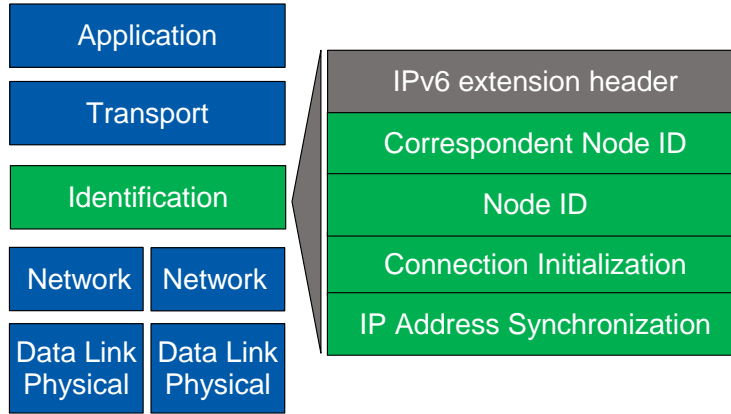 Application
Transport
Identification
Network
Network
Data Link
Physical
Data Link
Physical
IPv6 extension header
Correspondent Node ID
Node ID
Connection Initialization
IP Address Synchronization